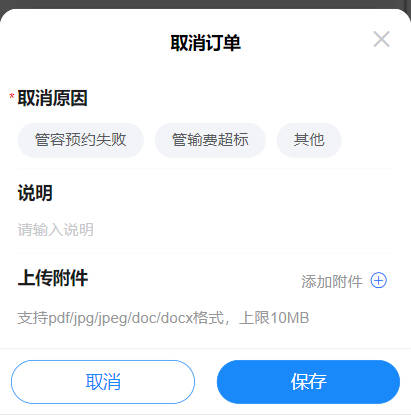 取消订单
*取消原因
管容预约失败 管输费超标 其他
说明
请输入说明
上传附件 添加附件
支持pdf/jpg/jpeg/doc/docx格式，上限10MB
取消 保存